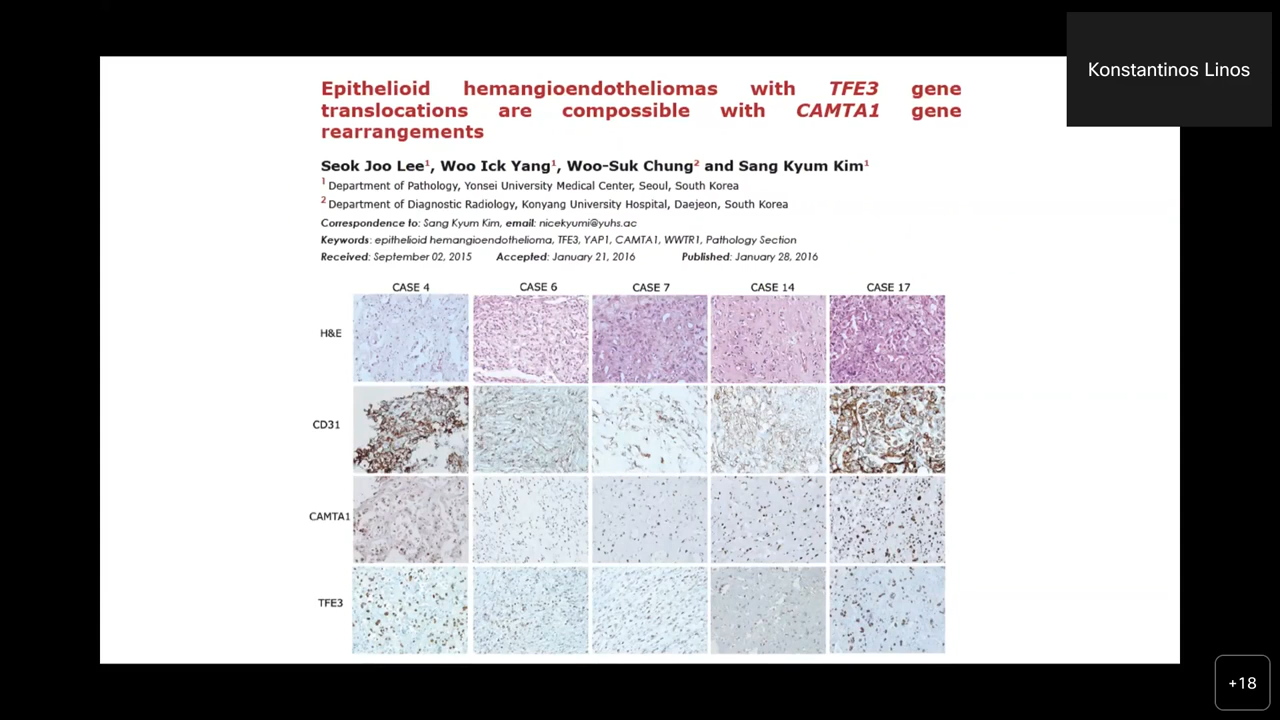 Konstantinos Linos
Epithelioid hemangioendotheliomas with TFE3 gene
translocations are compossible with CAMTA1 gene
rearrangements
Seok Joo Lee1, Woo Ick Yang1, Woo-Suk Chung2 and Sang Kyum Kim1
1 Department of Pathology, Yonsei University Medical Center, Seoul, South Korea
2 Department of Diagnostic Radiology, Konyang University Hospital, Daejeon, South Korea
Correspondence to: Sang Kyum Kim, email: nicekyumi@yuhs.ac
Keywords: epithelioid hemangioendothelioma, TFE3, YAP1, CAMTA1, WWTR1, Pathology Section
Received: September 02, 2015 Accepted: January 21, 2016 Published: January 28, 2016
CASE 4 CASE 6 CASE 7 CASE 14 CASE 17
H&E
CD31
CAMTA1
TFE3
+18